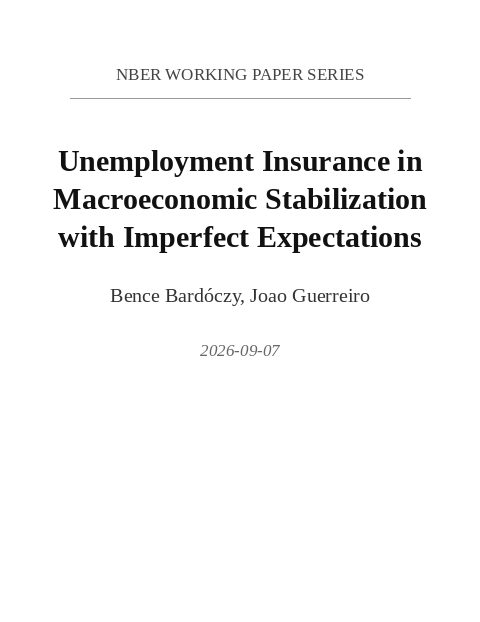 NBER WORKING PAPER SERIES
Unemployment Insurance in
Macroeconomic Stabilization
with Imperfect Expectations
Bence Bardóczy, Joao Guerreiro
2026-09-07